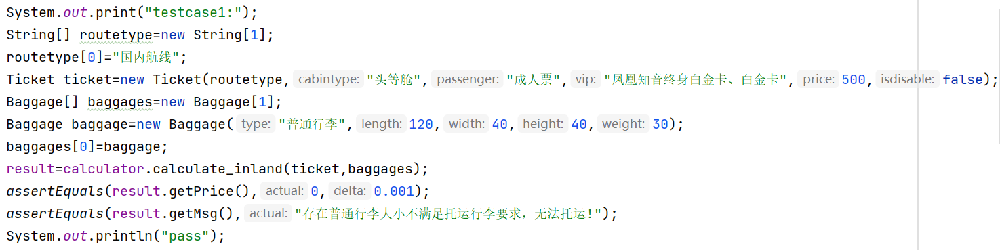 System.out.print("testcase1:");
String[] routetype=new String[1];
routetype[0]="国内航线";
Ticket ticket=new Ticket(routetype, cabintype: "头等舱", passenger: "成人票", vip: "凤凰知音终身白金卡、白金卡", price: 500, isdisable: false);
Baggage[] baggages=new Baggage[1];
Baggage baggage=new Baggage( type: "普通行李", length: 120, width: 40, height: 40, weight: 30);
baggages[0]=baggage;
result=calculator.calculate_inland(ticket,baggages);
assertEquals(result.getPrice(), actual: 0, delta: 0.001);
assertEquals(result.getMsg(), actual: "存在普通行李大小不满足托运行李要求，无法托运!");
System.out.println("pass");